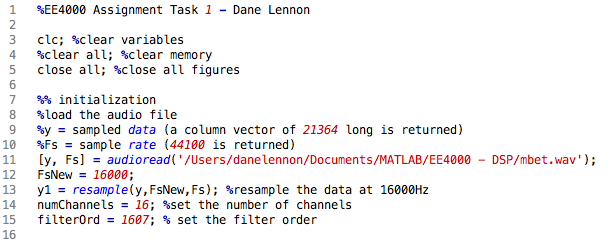 1 %EE4000 Assignment Task 1 – Dane Lennon
2
3 clc; %clear variables
4 %clear all; %clear memory
5 close all; %close all figures
6
7 %% initialization
8 %load the audio file
9 %y = sampled data (a column vector of 21364 long is returned)
10 %Fs = sample rate (44100 is returned)
11 [y, Fs] = audioread('/Users/danelennon/Documents/MATLAB/EE4000 – DSP/mbet.wav');
12 FsNew = 16000;
13 y1 = resample(y,FsNew,Fs); %resample the data at 16000Hz
14 numChannels = 16; %set the number of channels
15 filterOrd = 1607; % set the filter order
16